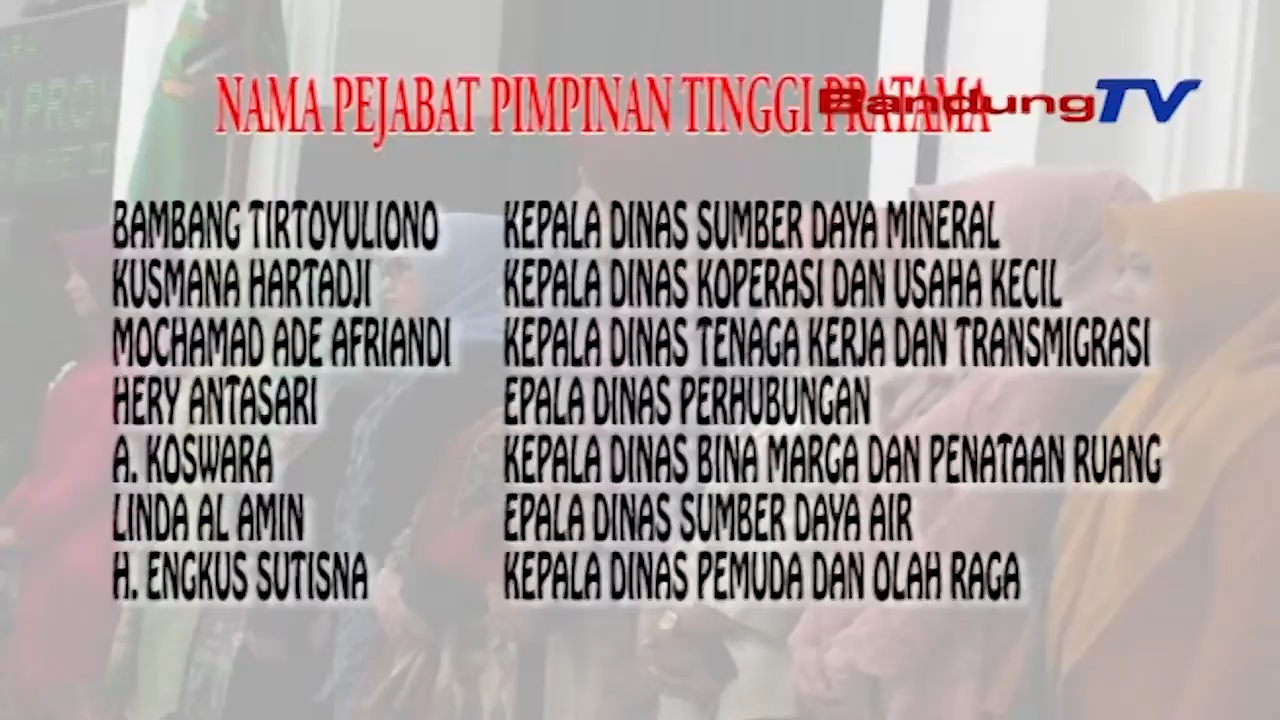 NAMA PEJABAT PIMPINAN TINGGI PRATAMA
BandungTV
BAMBANG TIRTOYULIONO KEPALA DINAS SUMBER DAYA MINERAL
KUSMANA HARTADJI KEPALA DINAS KOPERASI DAN USAHA KECIL
MOCHAMAD ADE AFRIANDI KEPALA DINAS TENAGA KERJA DAN TRANSMIGRASI
HERY ANTASARI EPALA DINAS PERHUBUNGAN
A. KOSWARA KEPALA DINAS BINA MARGA DAN PENATAAN RUANG
LINDA AL AMIN EPALA DINAS SUMBER DAYA AIR
H. ENGKUS SUTISNA KEPALA DINAS PEMUDA DAN OLAH RAGA